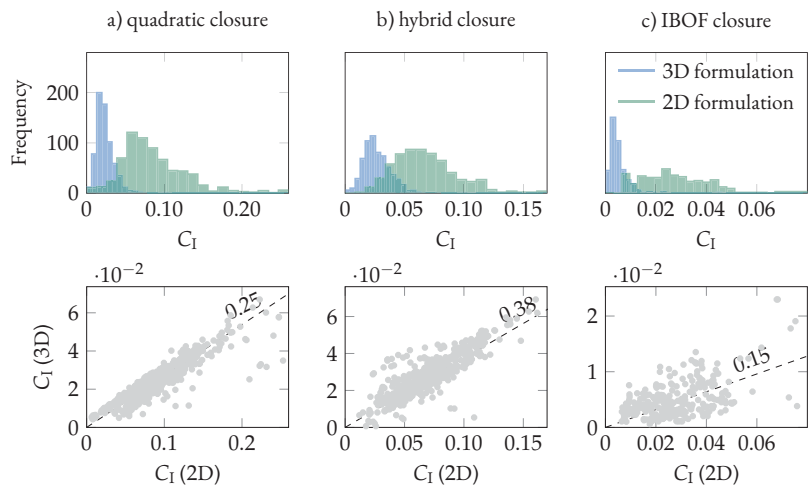 a) quadratic closure
b) hybrid closure
c) IBOF closure
3D formulation
2D formulation
Frequency
200
100
0
0 0.10 0.20
0 0.05 0.10 0.15
0 0.02 0.04 0.06
C_I
C_I
C_I
·10⁻²
·10⁻²
·10⁻²
C_I (3D)
6
4
2
0
6
4
2
0
2
1
0
0.25
0.38
0.15
0 0.1 0.2
0 0.05 0.10 0.15
0 0.02 0.04 0.06
C_I (2D)
C_I (2D)
C_I (2D)